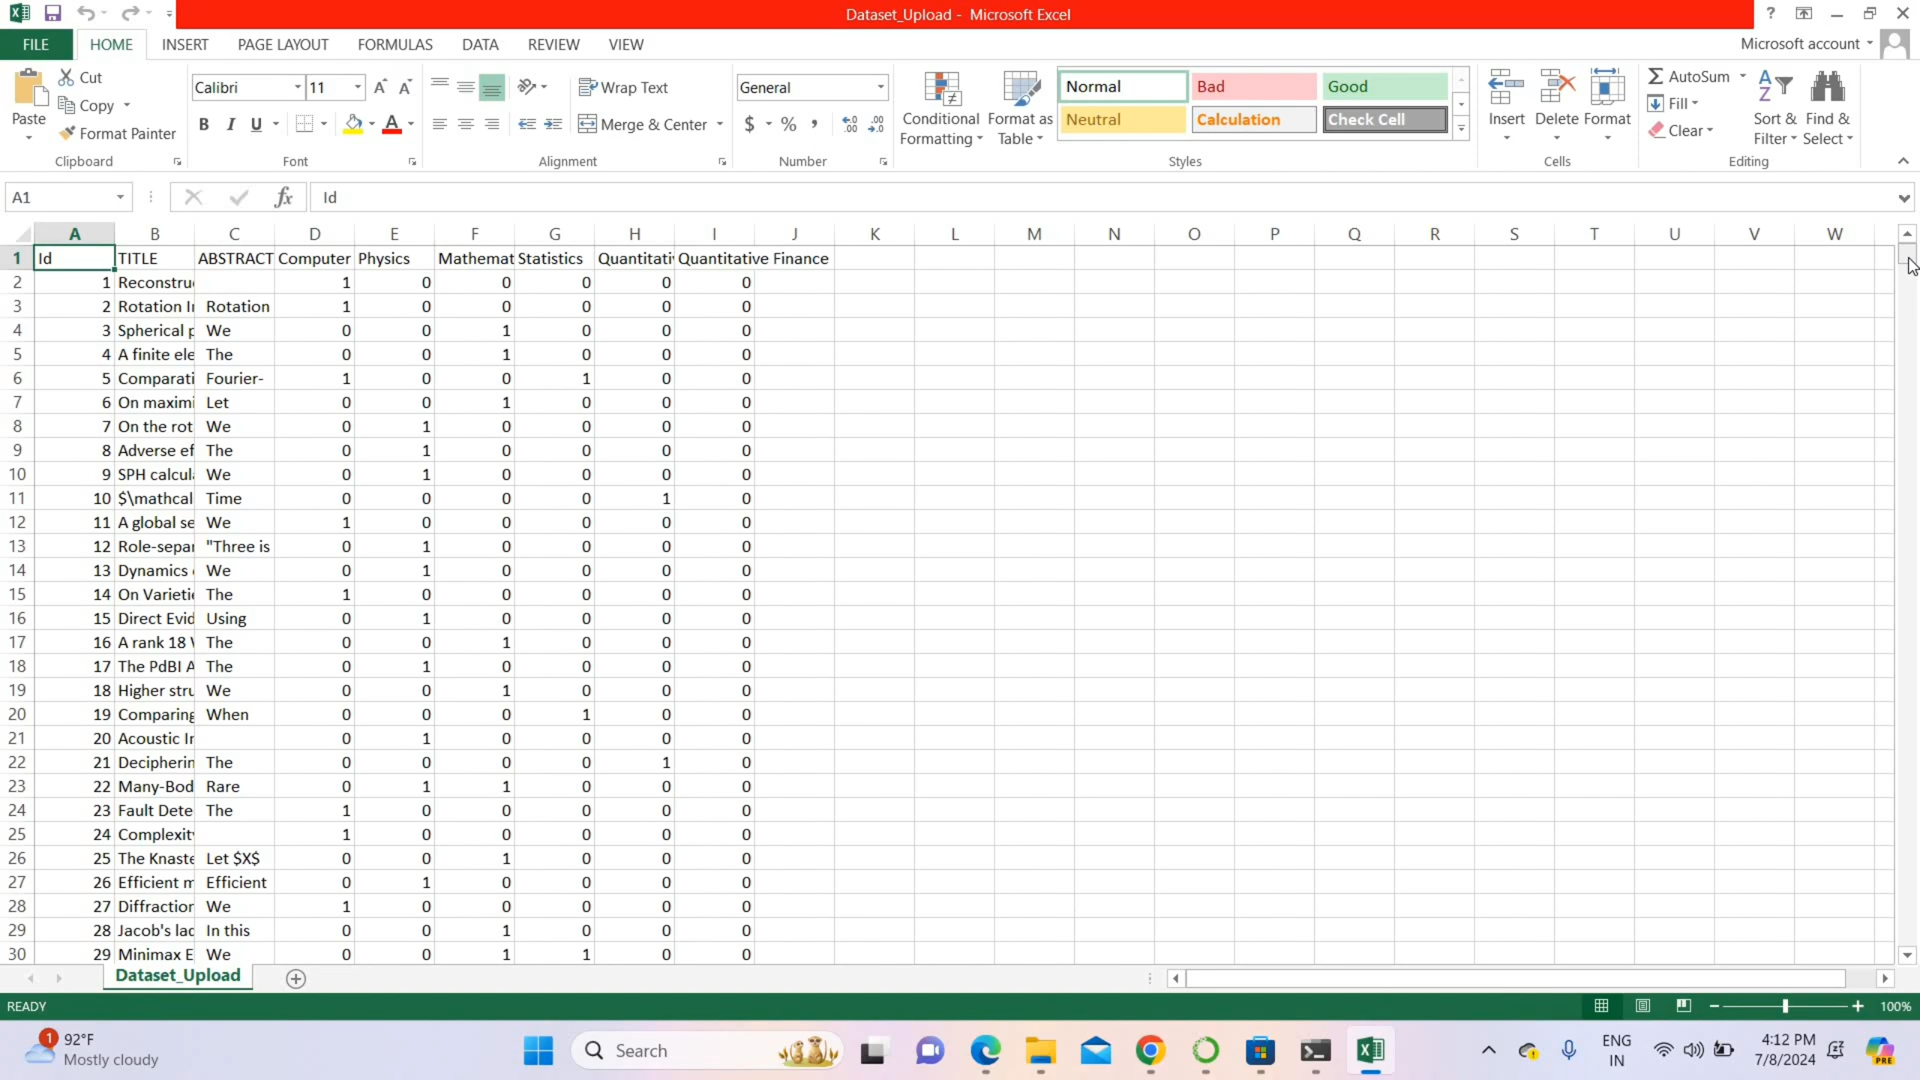 Dataset_Upload - Microsoft Excel
?
FILE HOME INSERT PAGE LAYOUT FORMULAS DATA REVIEW VIEW Microsoft account
Paste
Cut
Copy
Format Painter
Clipboard
Calibri 11
B I U
Font
Wrap Text
Merge & Center
Alignment
General
$ %
Number
Conditional Formatting
Format as Table
Normal Bad Good
Neutral Calculation Check Cell
Styles
Insert Delete Format
Cells
AutoSum
Fill
Clear
Sort & Filter
Find & Select
Editing
A1 fx Id
A B C D E F G H I J K L M N O P Q R S T U V W
1 Id TITLE ABSTRACT Computer Physics Mathemat Statistics Quantitati Quantitative Finance
2 1 Reconstru 1 0 0 0 0 0
3 2 Rotation In Rotation 1 0 0 0 0 0
4 3 Spherical p We 0 0 1 0 0 0
5 4 A finite ele The 0 0 1 0 0 0
6 5 Comparati Fourier- 1 0 0 1 0 0
7 6 On maximi Let 0 0 1 0 0 0
8 7 On the rot We 0 1 0 0 0 0
9 8 Adverse ef The 0 1 0 0 0 0
10 9 SPH calcula We 0 1 0 0 0 0
11 10 $\mathcal Time 0 0 0 0 1 0
12 11 A global se We 1 0 0 0 0 0
13 12 Role-separ "Three is 0 1 0 0 0 0
14 13 Dynamics We 0 1 0 0 0 0
15 14 On Varietie The 1 0 0 0 0 0
16 15 Direct Evid Using 0 1 0 0 0 0
17 16 A rank 18 The 0 0 1 0 0 0
18 17 The PdBI A The 0 1 0 0 0 0
19 18 Higher stru We 0 0 1 0 0 0
20 19 Comparing When 0 0 0 1 0 0
21 20 Acoustic Ir 0 1 0 0 0 0
22 21 Decipherin The 0 0 0 0 1 0
23 22 Many-Bod Rare 0 1 1 0 0 0
24 23 Fault Dete The 1 0 0 0 0 0
25 24 Complexity 1 0 0 0 0 0
26 25 The Knaste Let $X$ 0 0 1 0 0 0
27 26 Efficient m Efficient 0 1 0 0 0 0
28 27 Diffraction We 1 0 0 0 0 0
29 28 Jacob's lad In this 0 0 1 0 0 0
30 29 Minimax E We 0 0 1 1 0 0
Dataset_Upload
READY 100%
1 92°F
Mostly cloudy
Search
ENG
IN
4:12 PM
7/8/2024
PRE